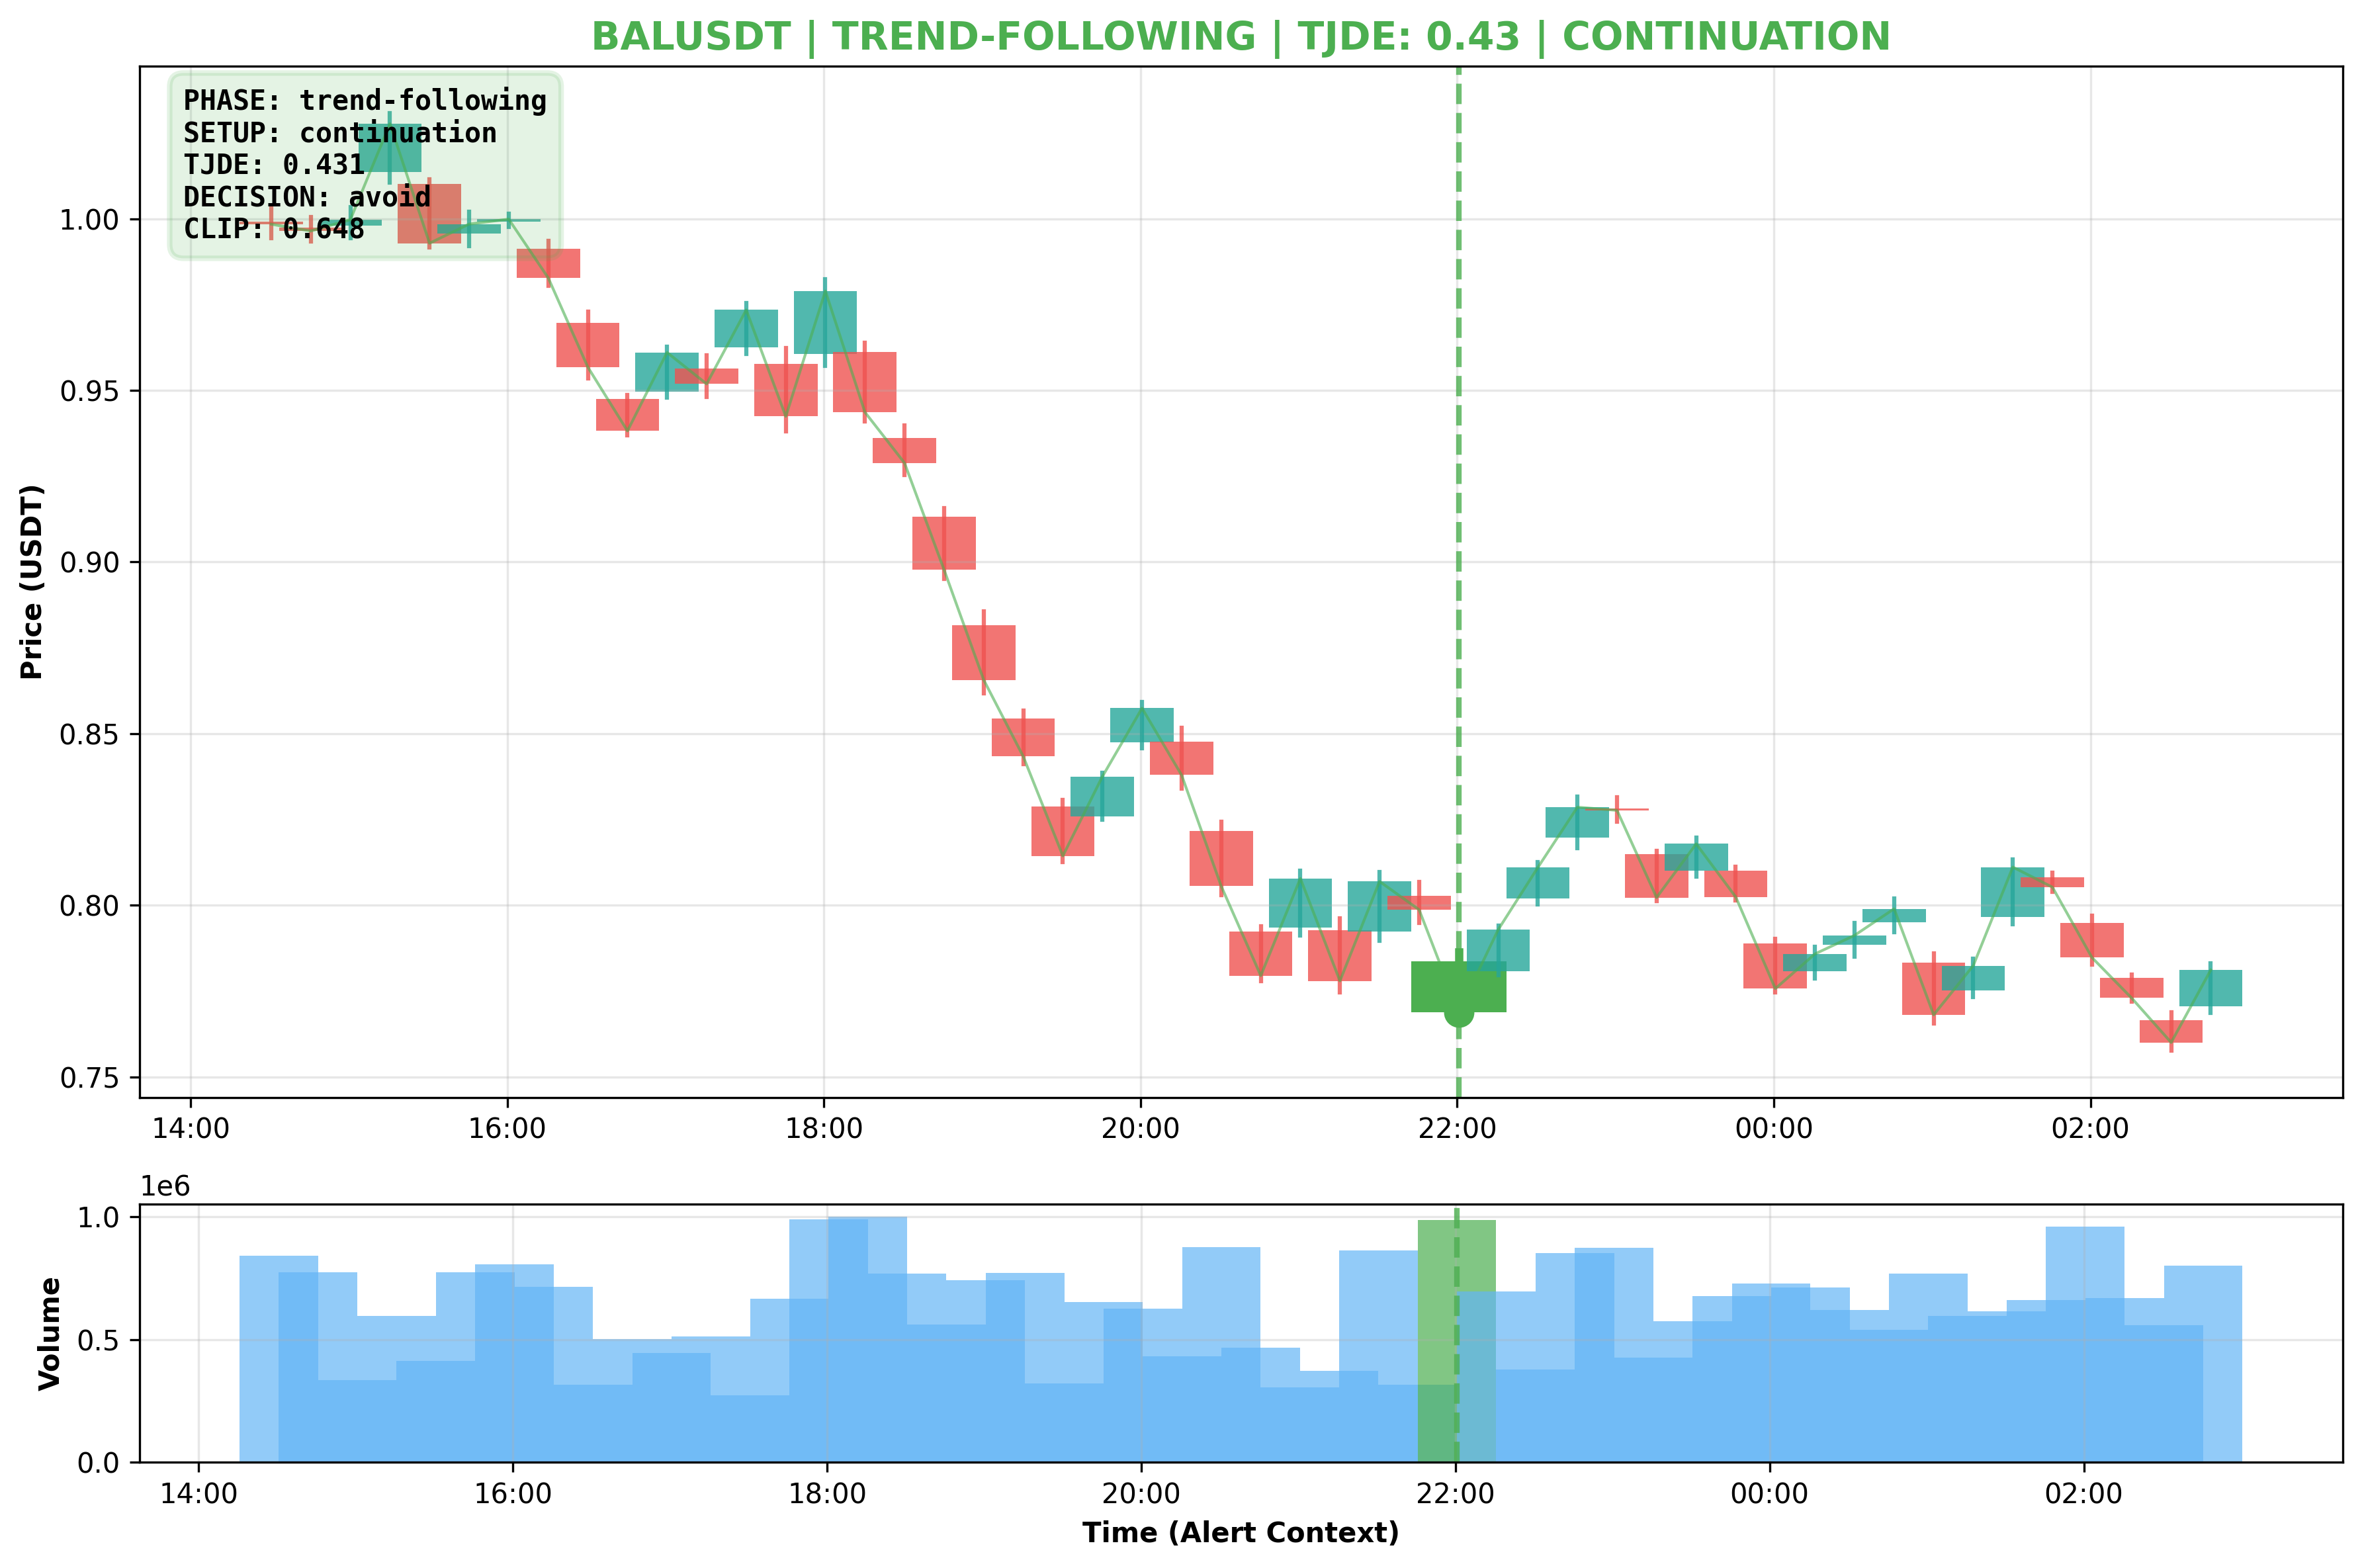 BALUSDT | TREND-FOLLOWING | TJDE: 0.43 | CONTINUATION
PHASE: trend-following
SETUP: continuation
TJDE: 0.431
DECISION: avoid
CLIP: 0.648
Price (USDT)
1.00
0.95
0.90
0.85
0.80
0.75
14:00 16:00 18:00 20:00 22:00 00:00 02:00
1e6
Volume
1.0
0.5
0.0
14:00 16:00 18:00 20:00 22:00 00:00 02:00
Time (Alert Context)